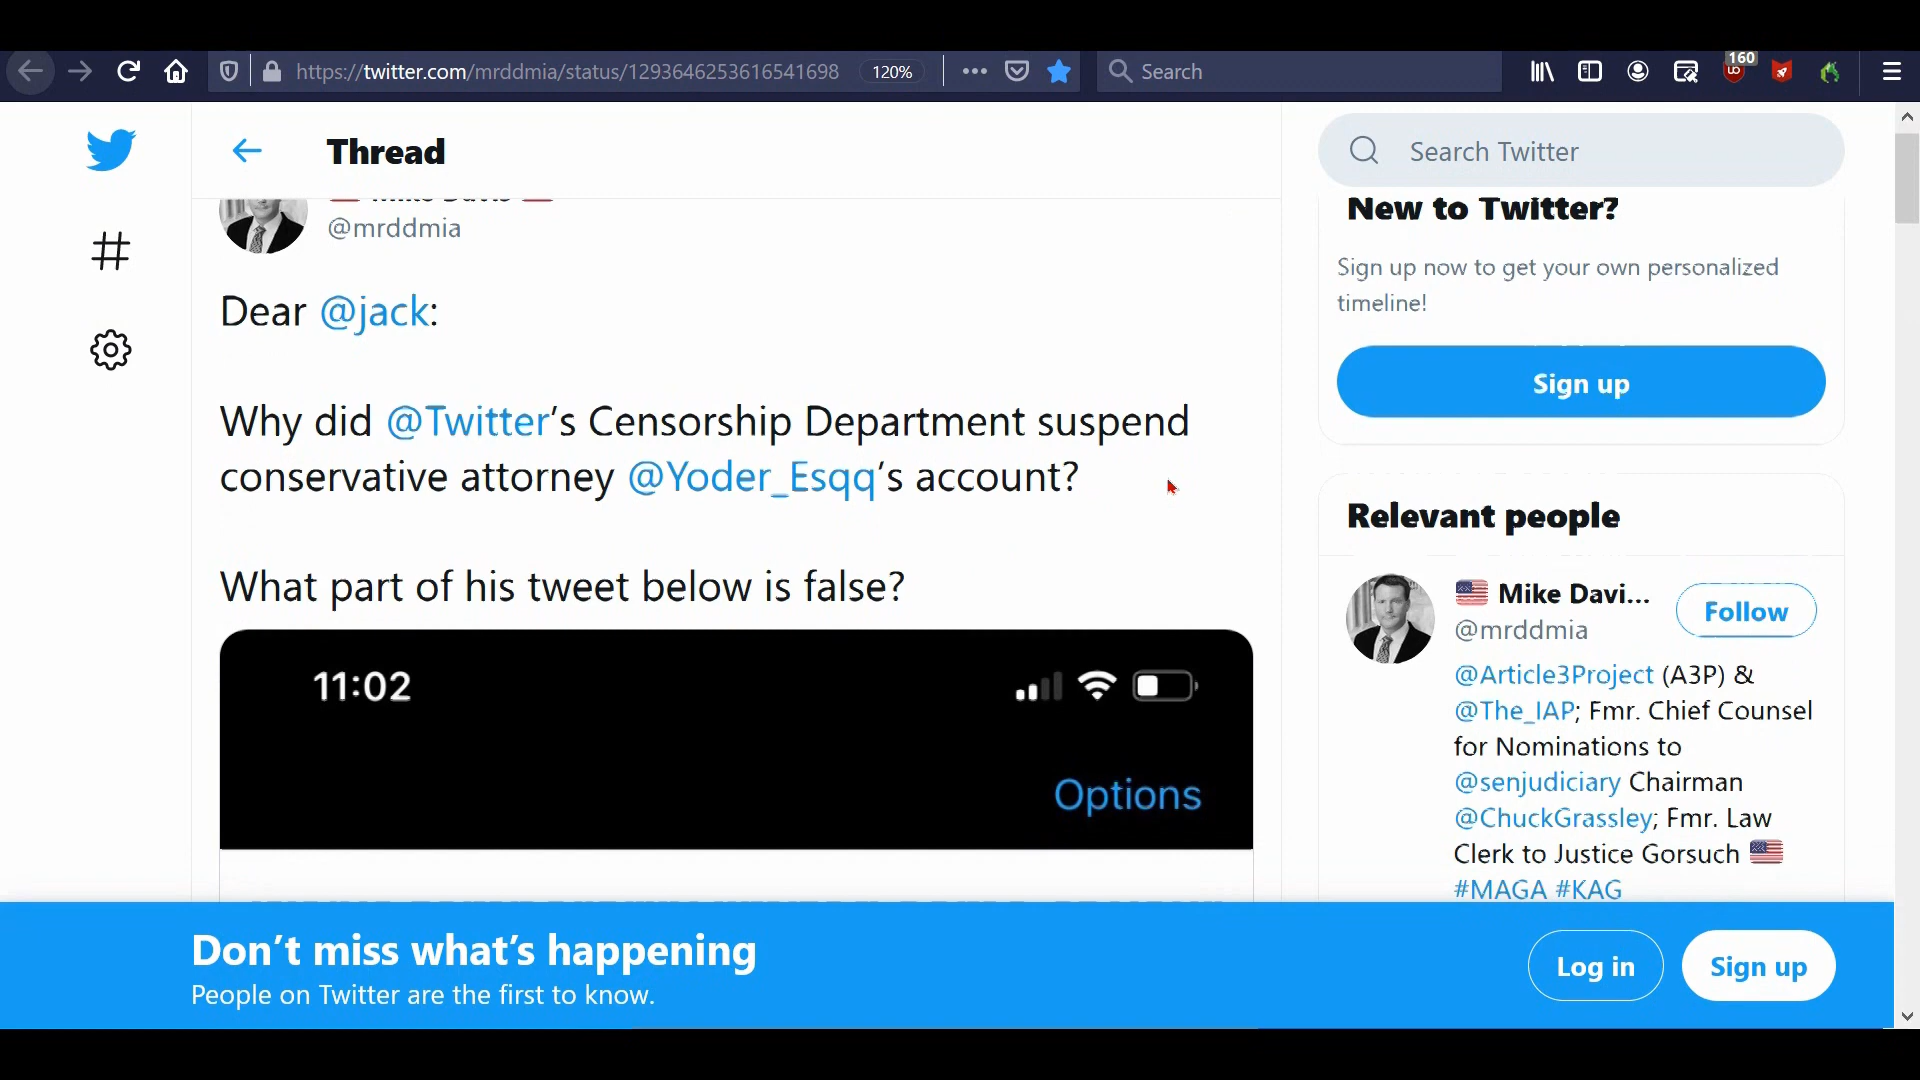 https://twitter.com/mrddmia/status/1293646253616541698 120% Search 160
Thread
Search Twitter
@mrddmia
Dear @jack:
Why did @Twitter’s Censorship Department suspend
conservative attorney @Yoder_Esqq’s account?
What part of his tweet below is false?
11:02
Options
New to Twitter?
Sign up now to get your own personalized
timeline!
Sign up
Relevant people
Mike Davi...
Follow
@mrddmia
@Article3Project (A3P) &
@The_IAP; Fmr. Chief Counsel
for Nominations to
@senjudiciary Chairman
@ChuckGrassley; Fmr. Law
Clerk to Justice Gorsuch
#MAGA #KAG
Don’t miss what’s happening
People on Twitter are the first to know.
Log in
Sign up